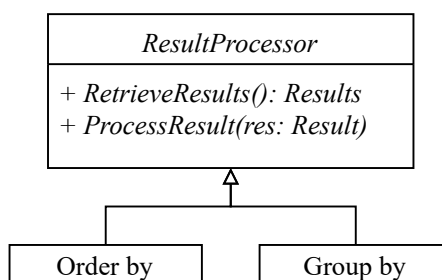 ResultProcessor
+ RetrieveResults(): Results
+ ProcessResult(res: Result)
Order by
Group by